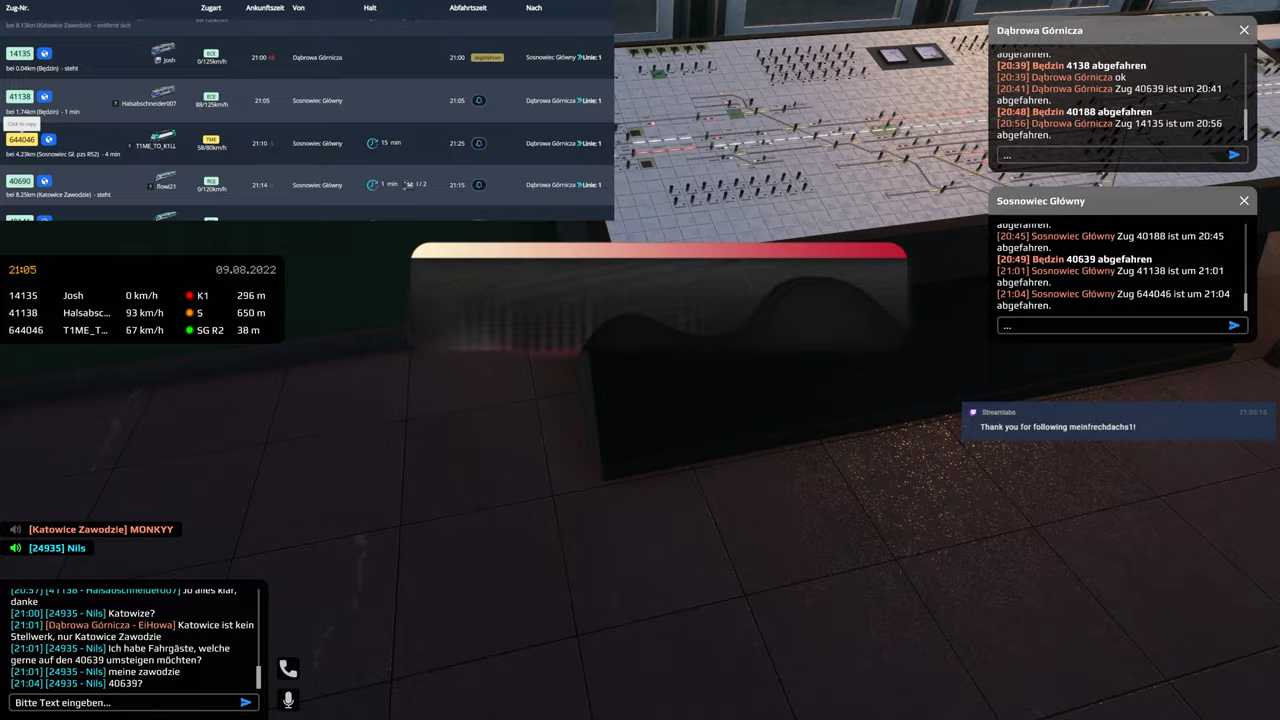 Zug-Nr. Zugart Ankunftszeit Von Halt Abfahrtszeit Nach
bei 8.13km (Katowice Zawodzie) - entfernt sich
14135 Josh ECE 0/125km/h 21:00 +5 Dąbrowa Górnicza 21:00 abgefahren Sosnowiec Główny Linie: 1
bei 0.04km (Będzin) - steht
41138 ? Halsabschneider007 ECE 88/125km/h 21:05 Sosnowiec Główny 21:05 Dąbrowa Górnicza Linie: 1
bei 1.74km (Będzin) - 1 min
Click to copy
644046 T1ME_TO_K1LL TME 58/80km/h 21:10 Sosnowiec Główny 15 min 21:25 Dąbrowa Górnicza Linie: 1
bei 4.23km (Sosnowiec Gł. pzs R52) - 4 min
40690 ? flowi21 ROJ 0/120km/h 21:14 Sosnowiec Główny 1 min I / 2 21:15 Dąbrowa Górnicza Linie: 1
bei 8.25km (Katowice Zawodzie) - steht
21:05 09.08.2022
14135 Josh 0 km/h K1 296 m
41138 Halsabsc... 93 km/h S 650 m
644046 T1ME_T... 67 km/h SG R2 38 m
Dąbrowa Górnicza
abgefahren.
[20:39] Będzin 4138 abgefahren
[20:39] Dąbrowa Górnicza ok
[20:41] Dąbrowa Górnicza Zug 40639 ist um 20:41
abgefahren.
[20:48] Będzin 40188 abgefahren
[20:56] Dąbrowa Górnicza Zug 14135 ist um 20:56
abgefahren.
...
Sosnowiec Główny
abgefahren.
[20:45] Sosnowiec Główny Zug 40188 ist um 20:45
abgefahren.
[20:49] Będzin 40639 abgefahren
[21:01] Sosnowiec Główny Zug 41138 ist um 21:01
abgefahren.
[21:04] Sosnowiec Główny Zug 644046 ist um 21:04
abgefahren.
...
Streamlabs
Thank you for following meinfrechdachs1!
[Katowice Zawodzie] MONKYY
[24935] Nils
[20:57] [41138 - Halsabschneider007] Jo alles klar,
danke
[21:00] [24935 - Nils] Katowize?
[21:01] [Dąbrowa Górnicza - EiHowa] Katowice ist kein
Stellwerk, nur Katowice Zawodzie
[21:01] [24935 - Nils] Ich habe Fahrgäste, welche
gerne auf den 40639 umsteigen möchten?
[21:01] [24935 - Nils] meine zawodzie
[21:04] [24935 - Nils] 40639?
Bitte Text eingeben...